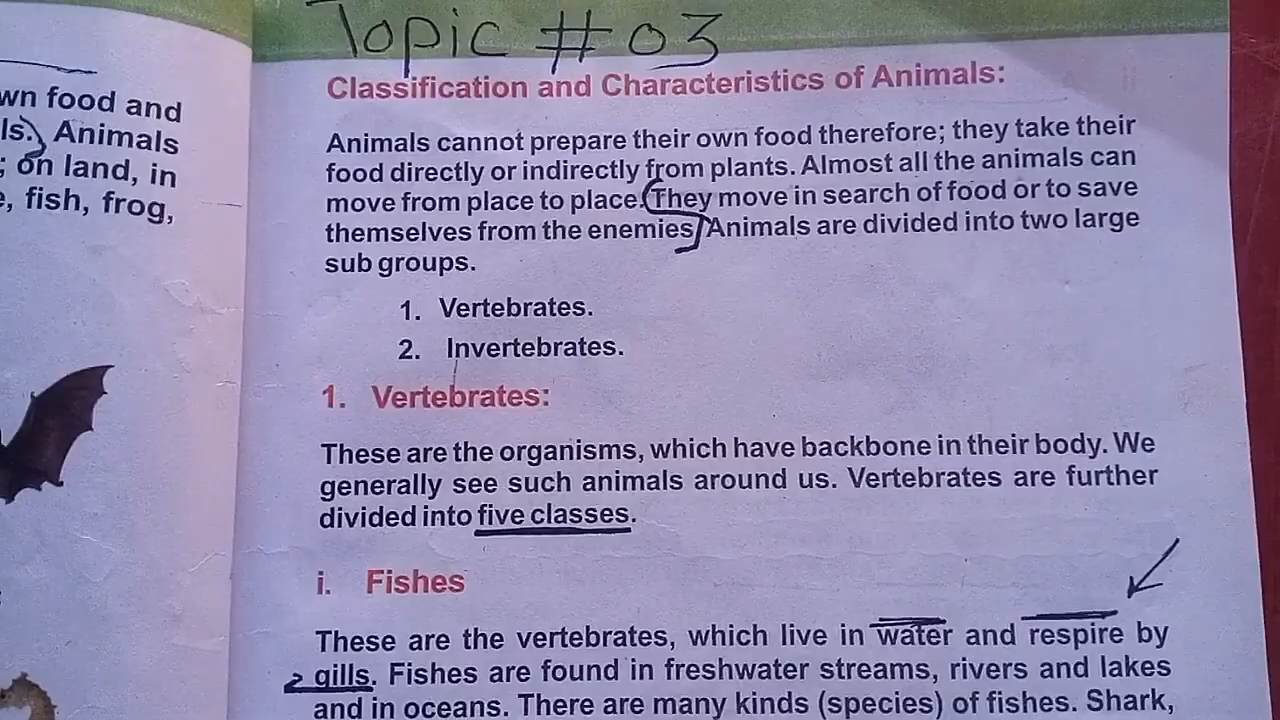 wn food and
ls. Animals
; on land, in
, fish, frog,
Topic # 03
Classification and Characteristics of Animals:
Animals cannot prepare their own food therefore; they take their
food directly or indirectly from plants. Almost all the animals can
move from place to place. They move in search of food or to save
themselves from the enemies. Animals are divided into two large
sub groups.
1. Vertebrates.
2. Invertebrates.
1. Vertebrates:
These are the organisms, which have backbone in their body. We
generally see such animals around us. Vertebrates are further
divided into five classes.
i. Fishes
These are the vertebrates, which live in water and respire by
gills. Fishes are found in freshwater streams, rivers and lakes
and in oceans. There are many kinds (species) of fishes. Shark,